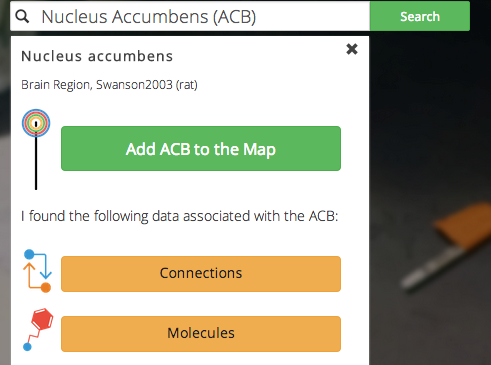 Nucleus Accumbens (ACB)
Search
Nucleus accumbens
Brain Region, Swanson2003 (rat)
Add ACB to the Map
I found the following data associated with the ACB:
Connections
Molecules